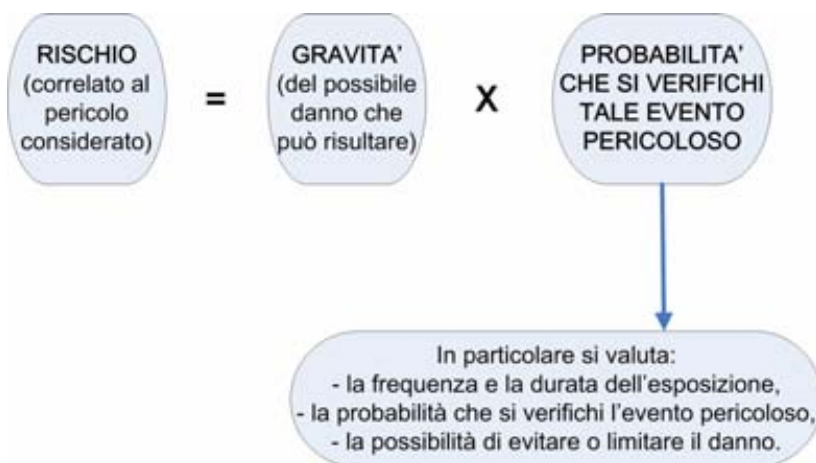 RISCHIO
(correlato al
pericolo
considerato)
=
GRAVITA'
(del possibile
danno che
può risultare)
X
PROBABILITA'
CHE SI VERIFICHI
TALE EVENTO
PERICOLOSO
In particolare si valuta:
- la frequenza e la durata dell'esposizione,
- la probabilità che si verifichi l'evento pericoloso,
- la possibilità di evitare o limitare il danno.